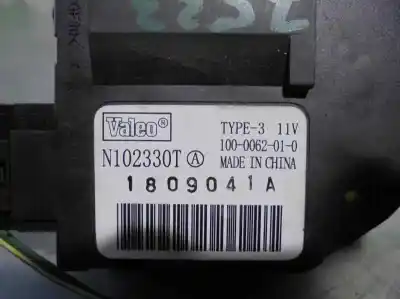 Valeo®
TYPE-3 11V
100-0062-01-0
N102330T Ⓐ
MADE IN CHINA
1809041A